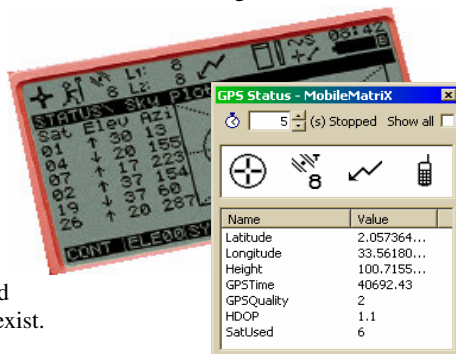 08:42
L1: 8
8 L2: 8
STATUS\ SKY Plot
Sat Elev Azi
01 ↑ 30 13
04 ↓ 20 155
07 ↑ 17 223
02 ↑ 37 154
19 ↓ 37 60
26 ↑ 20 287
CONT ELE00 SY
GPS Status - MobileMatriX
5 (s) Stopped Show all
8
Name Value
Latitude 2.057364...
Longitude 33.56180...
Height 100.7155...
GPSTime 40692.43
GPSQuality 2
HDOP 1.1
SatUsed 6
d
exist.